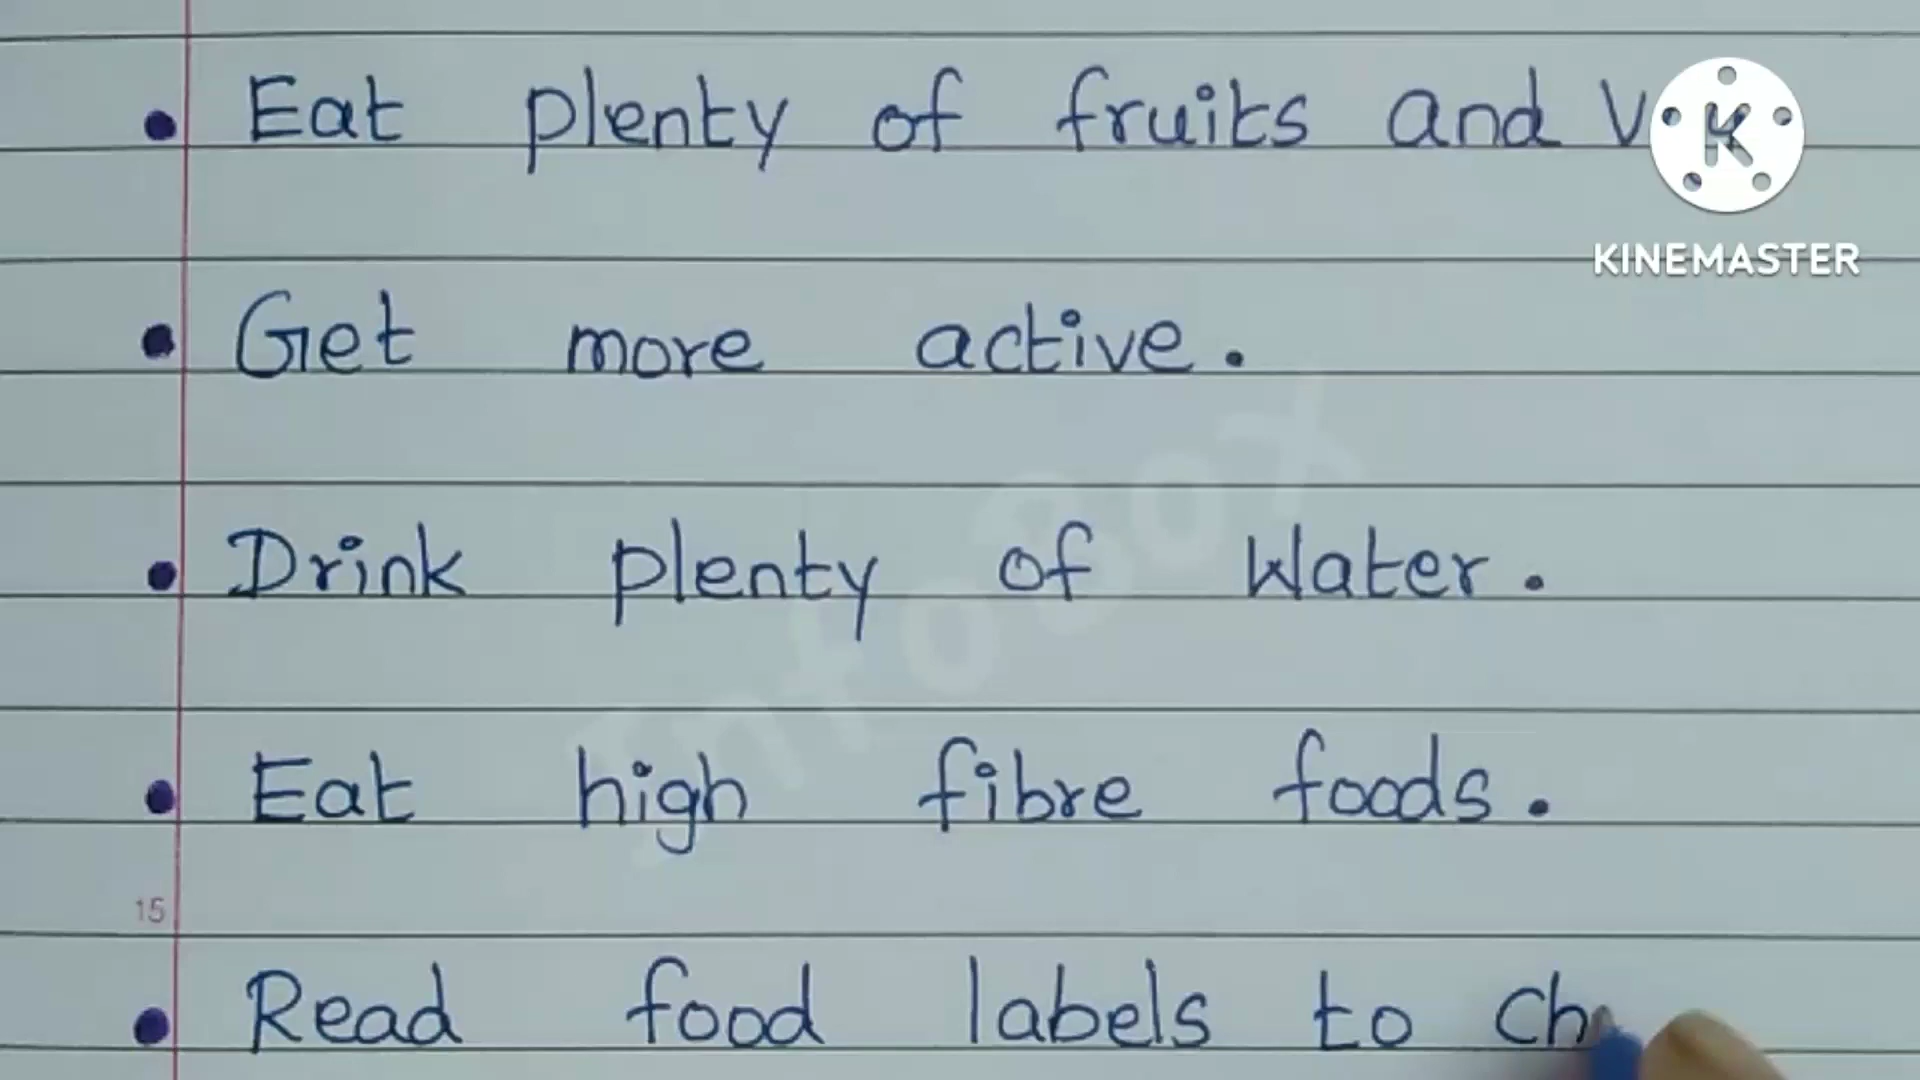 • Eat plenty of fruits and
KINEMASTER
• Get more active.
• Drink plenty of Water.
InfoBox
• Eat high fibre foods.
15
• Read food labels to